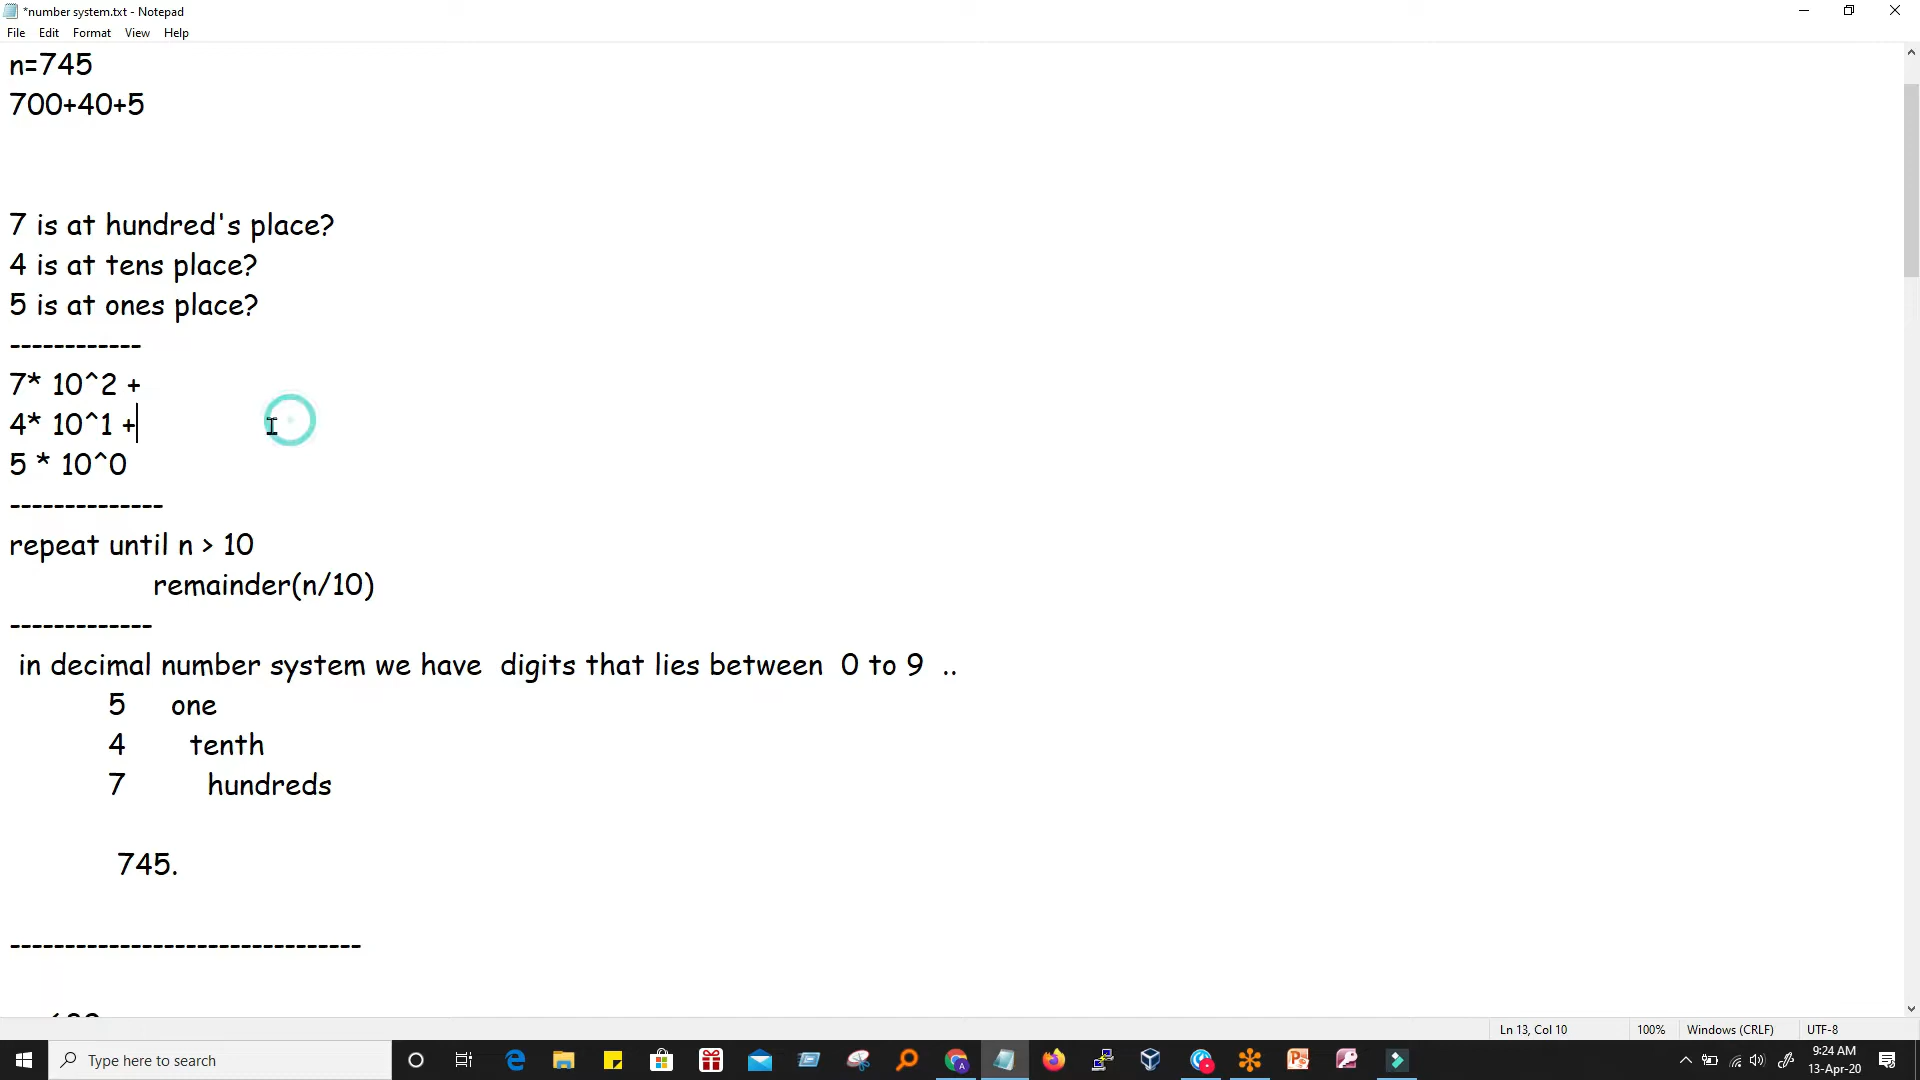 *number system.txt - Notepad
File Edit Format View Help
n=745
700+40+5
7 is at hundred's place?
4 is at tens place?
5 is at ones place?
------------
7* 10^2 +
4* 10^1 +
5 * 10^0
--------------
repeat until n > 10
remainder(n/10)
-------------
in decimal number system we have digits that lies between 0 to 9 ..
5 one
4 tenth
7 hundreds
745.
--------------------------------
Ln 13, Col 10 100% Windows (CRLF) UTF-8
Type here to search
9:24 AM
13-Apr-20